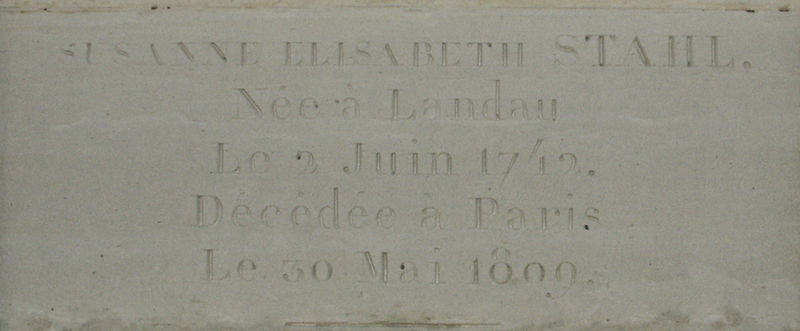 SUSANNE ELISABETH STAHL.
Née à Landau
Le 2 Juin 1742.
Décédée à Paris
Le 30 Mai 1809.